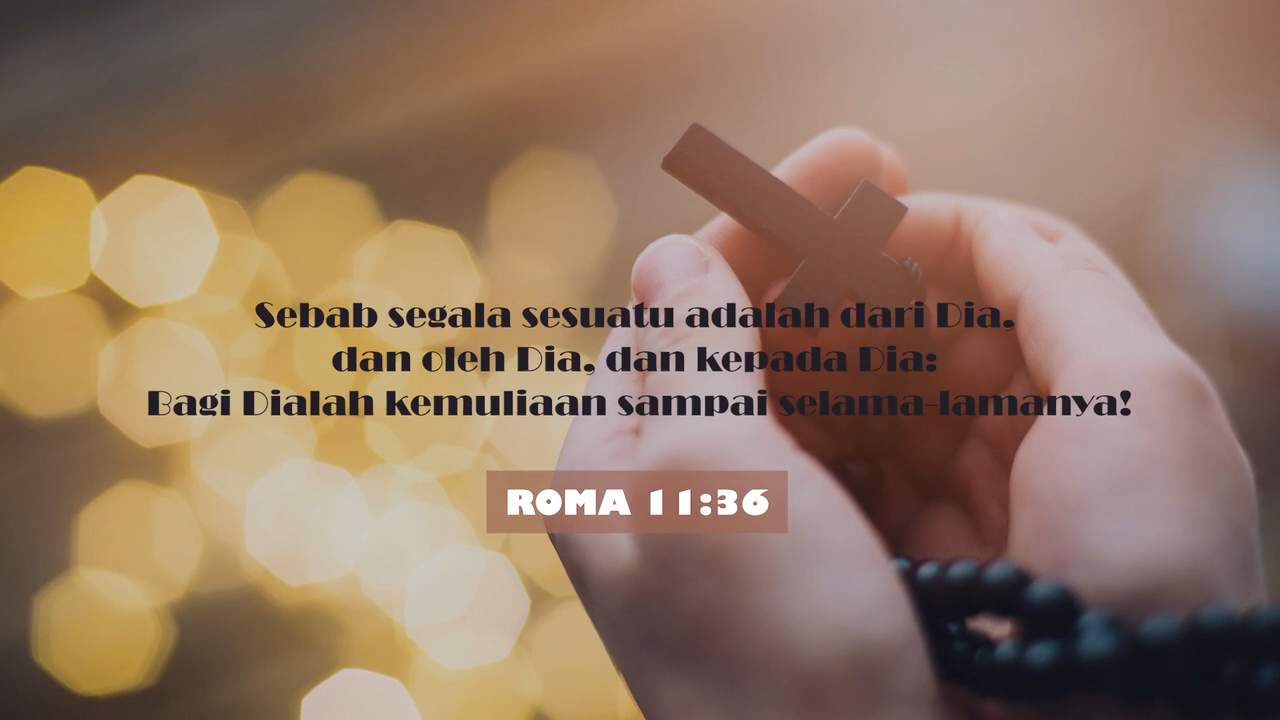 Sebab segala sesuatu adalah dari Dia,
dan oleh Dia, dan kepada Dia:
Bagi Dialah kemuliaan sampai selama-lamanya!
ROMA 11:36